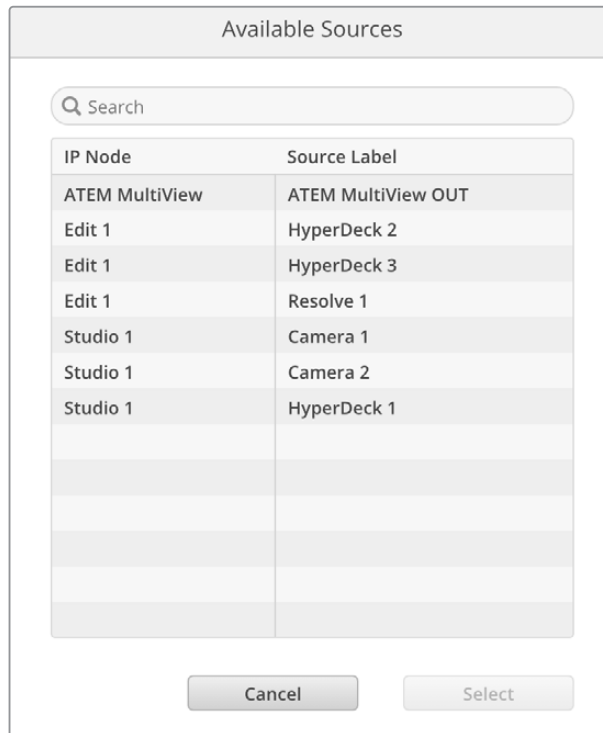 Available Sources
Search
IP Node Source Label
ATEM MultiView ATEM MultiView OUT
Edit 1 HyperDeck 2
Edit 1 HyperDeck 3
Edit 1 Resolve 1
Studio 1 Camera 1
Studio 1 Camera 2
Studio 1 HyperDeck 1
Cancel Select